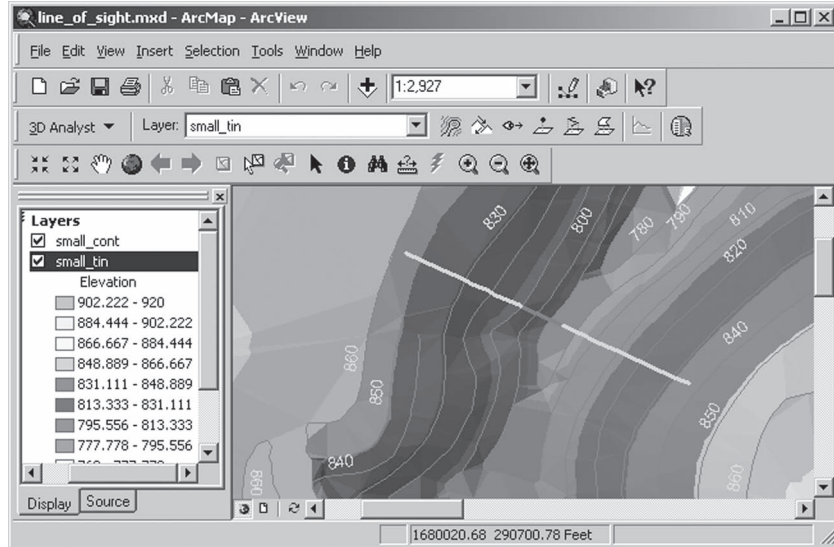 line_of_sight.mxd - ArcMap - ArcView
File Edit View Insert Selection Tools Window Help
1:2,927
3D Analyst Layer: small_tin
Layers
small_cont
small_tin
Elevation
902.222 - 920
884.444 - 902.222
866.667 - 884.444
848.889 - 866.667
831.111 - 848.889
813.333 - 831.111
795.556 - 813.333
777.778 - 795.556
Display Source
830
800
780
790
810
820
840
860
860
850
840
860
860
1680020.68 290700.78 Feet